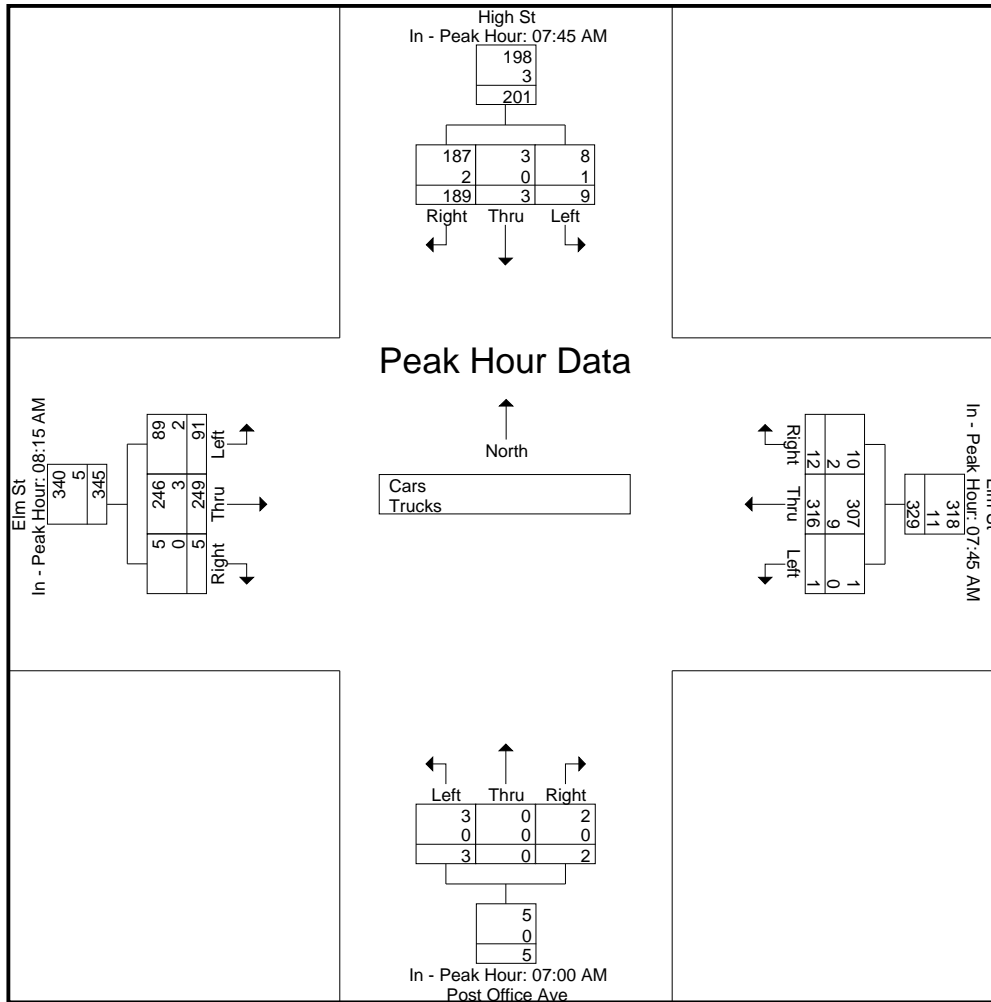 High St
In - Peak Hour: 07:45 AM
198
3
201
187 3 8
2 0 1
189 3 9
Right Thru Left
Peak Hour Data
North
Cars
Trucks
Elm St
In - Peak Hour: 08:15 AM
340
5
345
89 2 91
246 3 249
5 0 5
Left
Thru
Right
Right
Thru
Left
12 2 10
316 9 307
1 0 1
329
11
318
In - Peak Hour: 07:45 AM
Elm St
Left Thru Right
3 0 2
0 0 0
3 0 2
5
0
5
In - Peak Hour: 07:00 AM
Post Office Ave